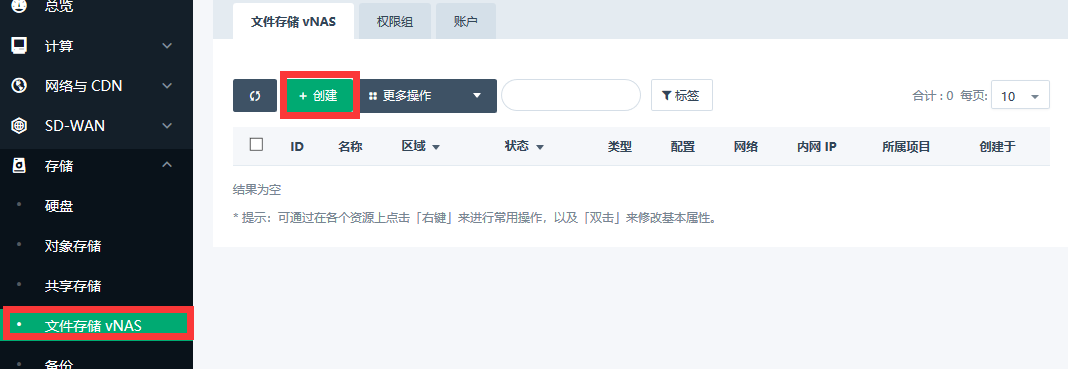 总览
计算
网络与 CDN
SD-WAN
存储
硬盘
对象存储
共享存储
文件存储 vNAS
备份
文件存储 vNAS 权限组 账户
+ 创建 更多操作 标签 合计 : 0 每页: 10
ID 名称 区域 状态 类型 配置 网络 内网 IP 所属项目 创建于
结果为空
* 提示：可通过在各个资源上点击「右键」来进行常用操作，以及「双击」来修改基本属性。